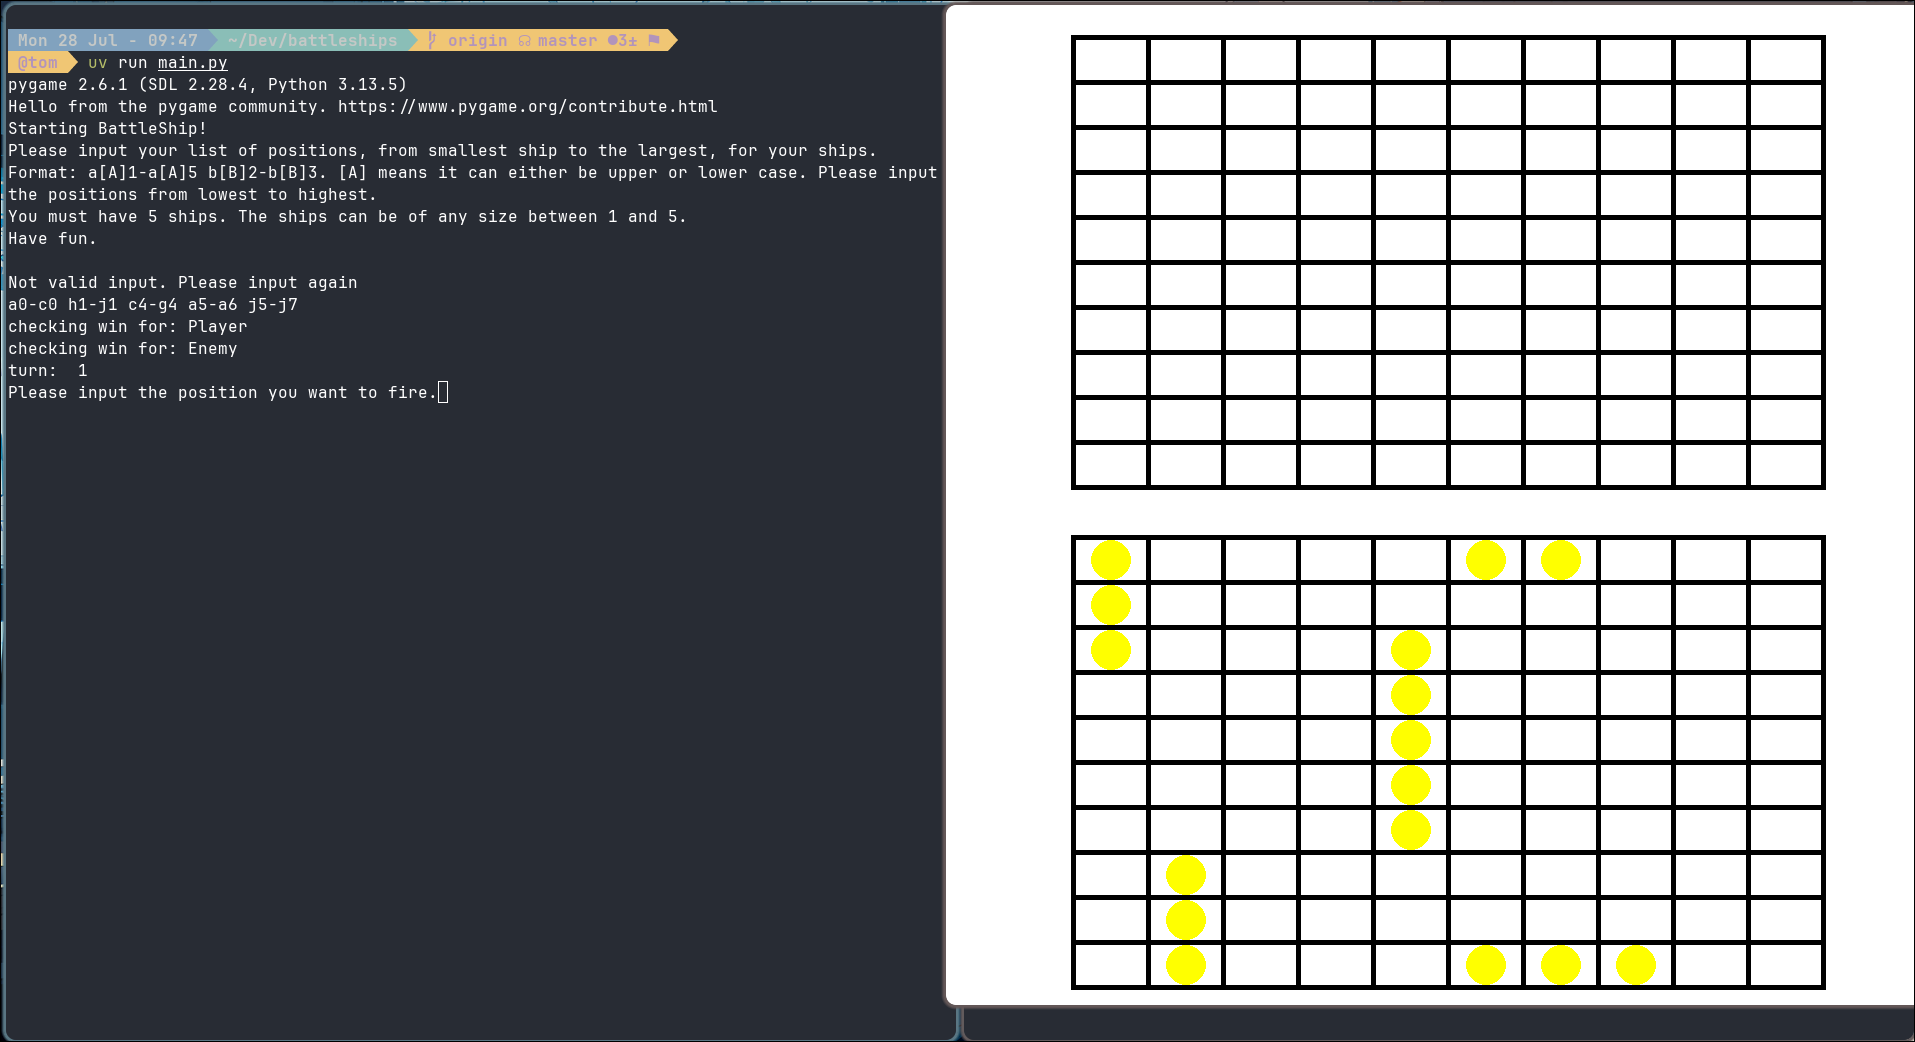 Mon 28 Jul - 09:47 ~/Dev/battleships origin master ●3± ⚑
@tom uv run main.py
pygame 2.6.1 (SDL 2.28.4, Python 3.13.5)
Hello from the pygame community. https://www.pygame.org/contribute.html
Starting BattleShip!
Please input your list of positions, from smallest ship to the largest, for your ships.
Format: a[A]1-a[A]5 b[B]2-b[B]3. [A] means it can either be upper or lower case. Please input
the positions from lowest to highest.
You must have 5 ships. The ships can be of any size between 1 and 5.
Have fun.
Not valid input. Please input again
a0-c0 h1-j1 c4-g4 a5-a6 j5-j7
checking win for: Player
checking win for: Enemy
turn:  1
Please input the position you want to fire.